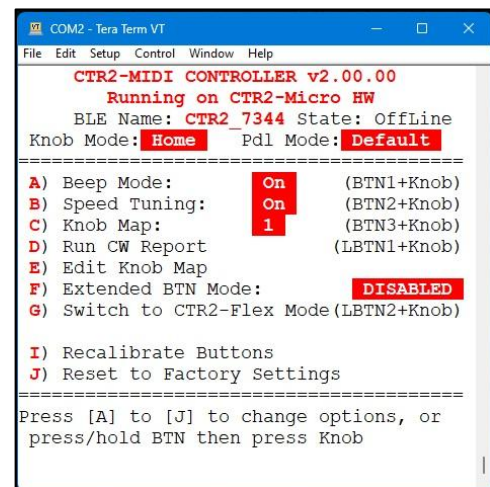 COM2 - Tera Term VT
File Edit Setup Control Window Help
CTR2-MIDI CONTROLLER v2.00.00
Running on CTR2-Micro HW
BLE Name: CTR2_7344 State: OffLine
Knob Mode: Home Pdl Mode: Default
==========================================
A) Beep Mode: On (BTN1+Knob)
B) Speed Tuning: On (BTN2+Knob)
C) Knob Map: 1 (BTN3+Knob)
D) Run CW Report (LBTN1+Knob)
E) Edit Knob Map
F) Extended BTN Mode: DISABLED
G) Switch to CTR2-Flex Mode(LBTN2+Knob)
I) Recalibrate Buttons
J) Reset to Factory Settings
==========================================
Press [A] to [J] to change options, or
press/hold BTN then press Knob